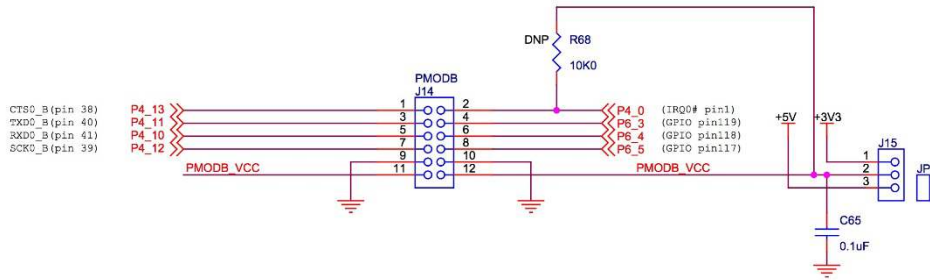 DNP R68
10K0
PMODB
J14
CTS0_B(pin 38) P4_13 1 2 P4_0 (IRQ0# pin1)
TXD0_B(pin 40) P4_11 3 4 P6_3 (GPIO pin119)
RXD0_B(pin 41) P4_10 5 6 P6_4 (GPIO pin118)
SCK0_B(pin 39) P4_12 7 8 P6_5 (GPIO pin117)
9 10
PMODB_VCC 11 12 PMODB_VCC
+5V +3V3
J15
1
2
3
JP
C65
0.1uF